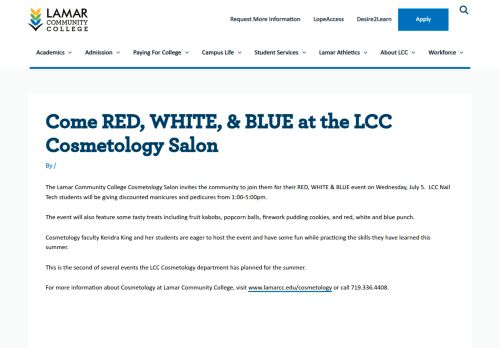 LAMAR
COMMUNITY
COLLEGE
Request More Information LopeAccess Desire2Learn Apply
Academics Admission Paying For College Campus Life Student Services Lamar Athletics About LCC Workforce
Come RED, WHITE, & BLUE at the LCC
Cosmetology Salon
By /
The Lamar Community College Cosmetology Salon invites the community to join them for their RED, WHITE & BLUE event on Wednesday, July 5. LCC Nail
Tech students will be giving discounted manicures and pedicures from 1:00-5:00pm.
The event will also feature some tasty treats including fruit kabobs, popcorn balls, firework pudding cookies, and red, white and blue punch.
Cosmetology faculty Kendra King and her students are eager to host the event and have some fun while practicing the skills they have learned this
summer.
This is the second of several events the LCC Cosmetology department has planned for the summer.
For more information about Cosmetology at Lamar Community College, visit www.lamarcc.edu/cosmetology or call 719.336.4408.